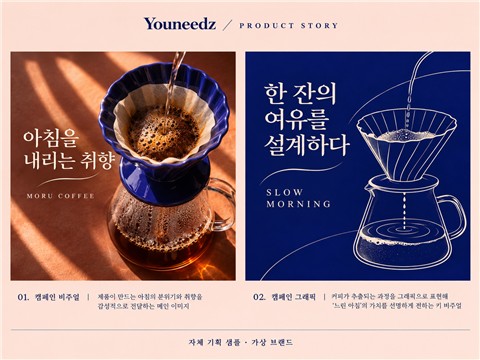 Youneedz / PRODUCT STORY
아침을
내리는 취향
MORU COFFEE
한 잔의
여유를
설계하다
SLOW
MORNING
01. 캠페인 비주얼 | 제품이 만드는 아침의 분위기와 취향을
감성적으로 전달하는 메인 이미지
02. 캠페인 그래픽 | 커피가 추출되는 과정을 그래픽으로 표현해
'느린 아침'의 가치를 선명하게 전하는 키 비주얼
자체 기획 샘플 · 가상 브랜드